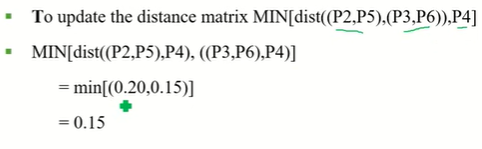 ▪ To update the distance matrix MIN[dist((P2,P5),(P3,P6)),P4]
▪ MIN[dist((P2,P5),P4), ((P3,P6),P4)]
= min[(0.20,0.15)]
= 0.15